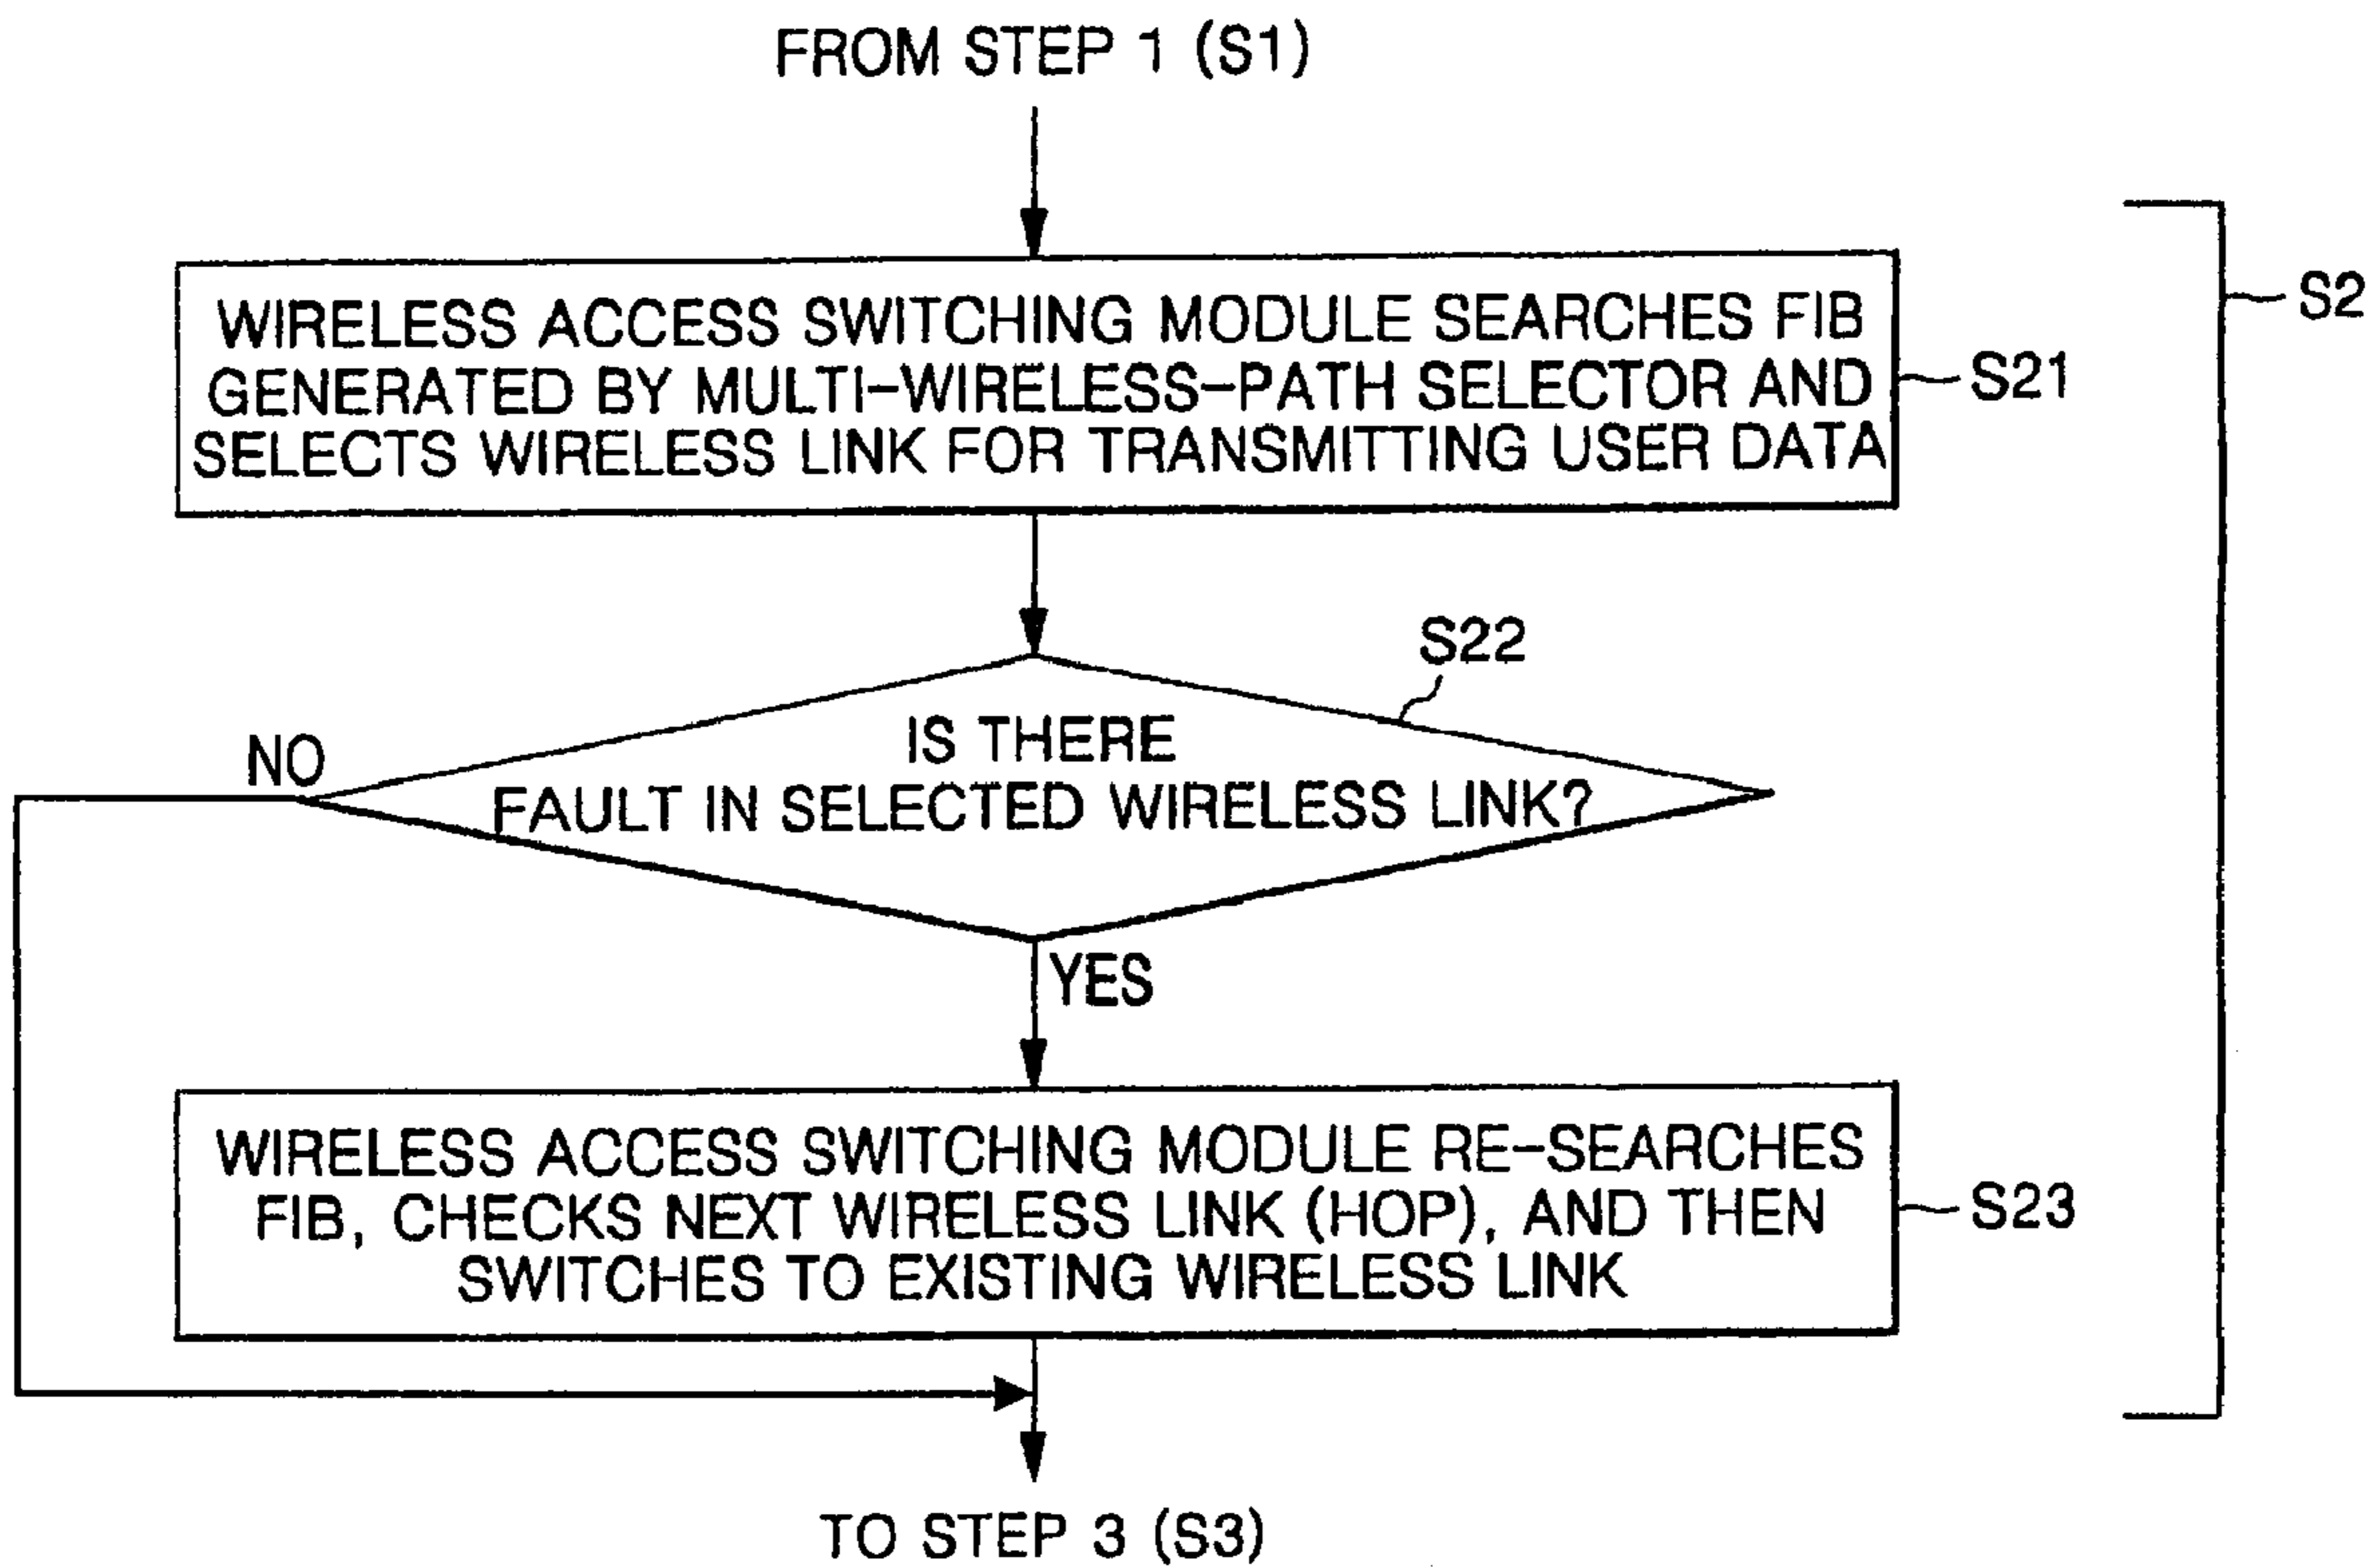 FROM STEP 1 (S1)
WIRELESS ACCESS SWITCHING MODULE SEARCHES FIB
GENERATED BY MULTI-WIRELESS-PATH SELECTOR AND
SELECTS WIRELESS LINK FOR TRANSMITTING USER DATA
S21
S2
S22
IS THERE
FAULT IN SELECTED WIRELESS LINK?
NO
YES
WIRELESS ACCESS SWITCHING MODULE RE-SEARCHES
FIB, CHECKS NEXT WIRELESS LINK (HOP), AND THEN
SWITCHES TO EXISTING WIRELESS LINK
S23
TO STEP 3 (S3)